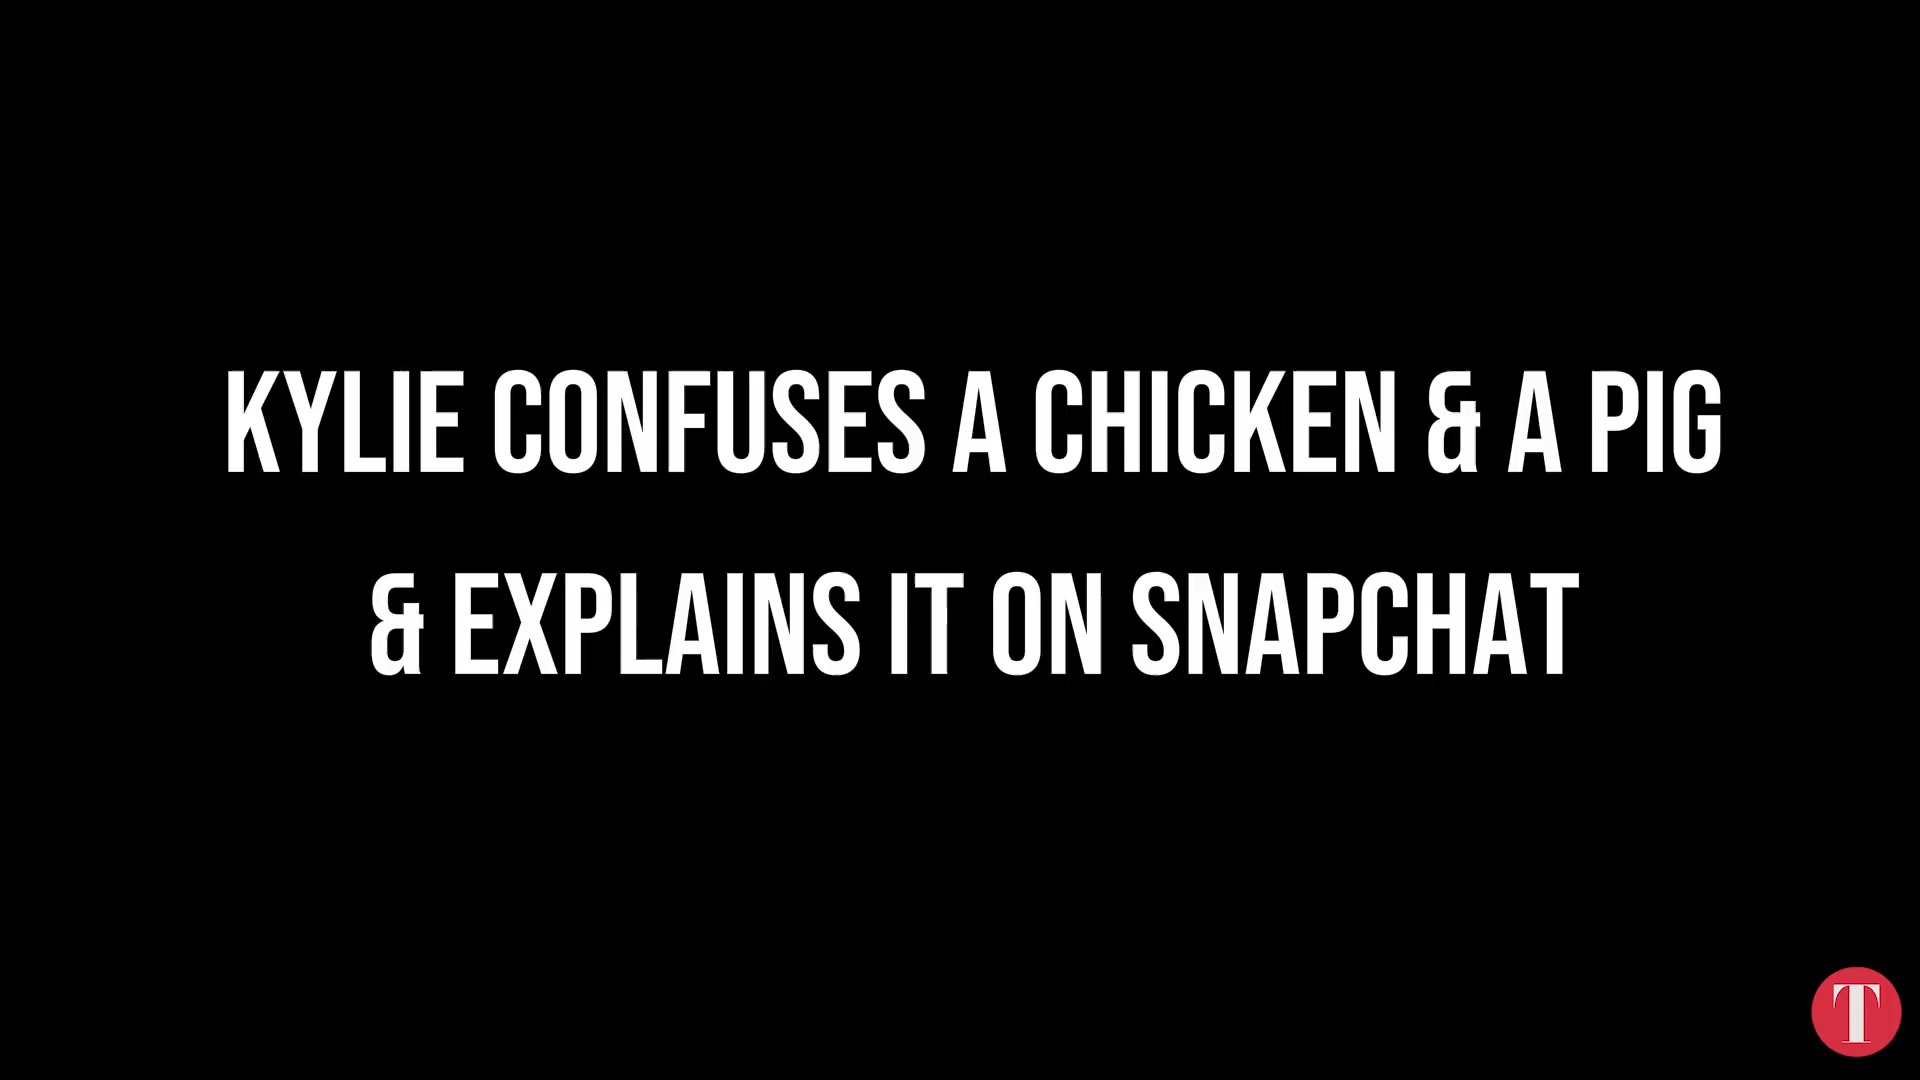 KYLIE CONFUSES A CHICKEN & A PIG
& EXPLAINS IT ON SNAPCHAT
T